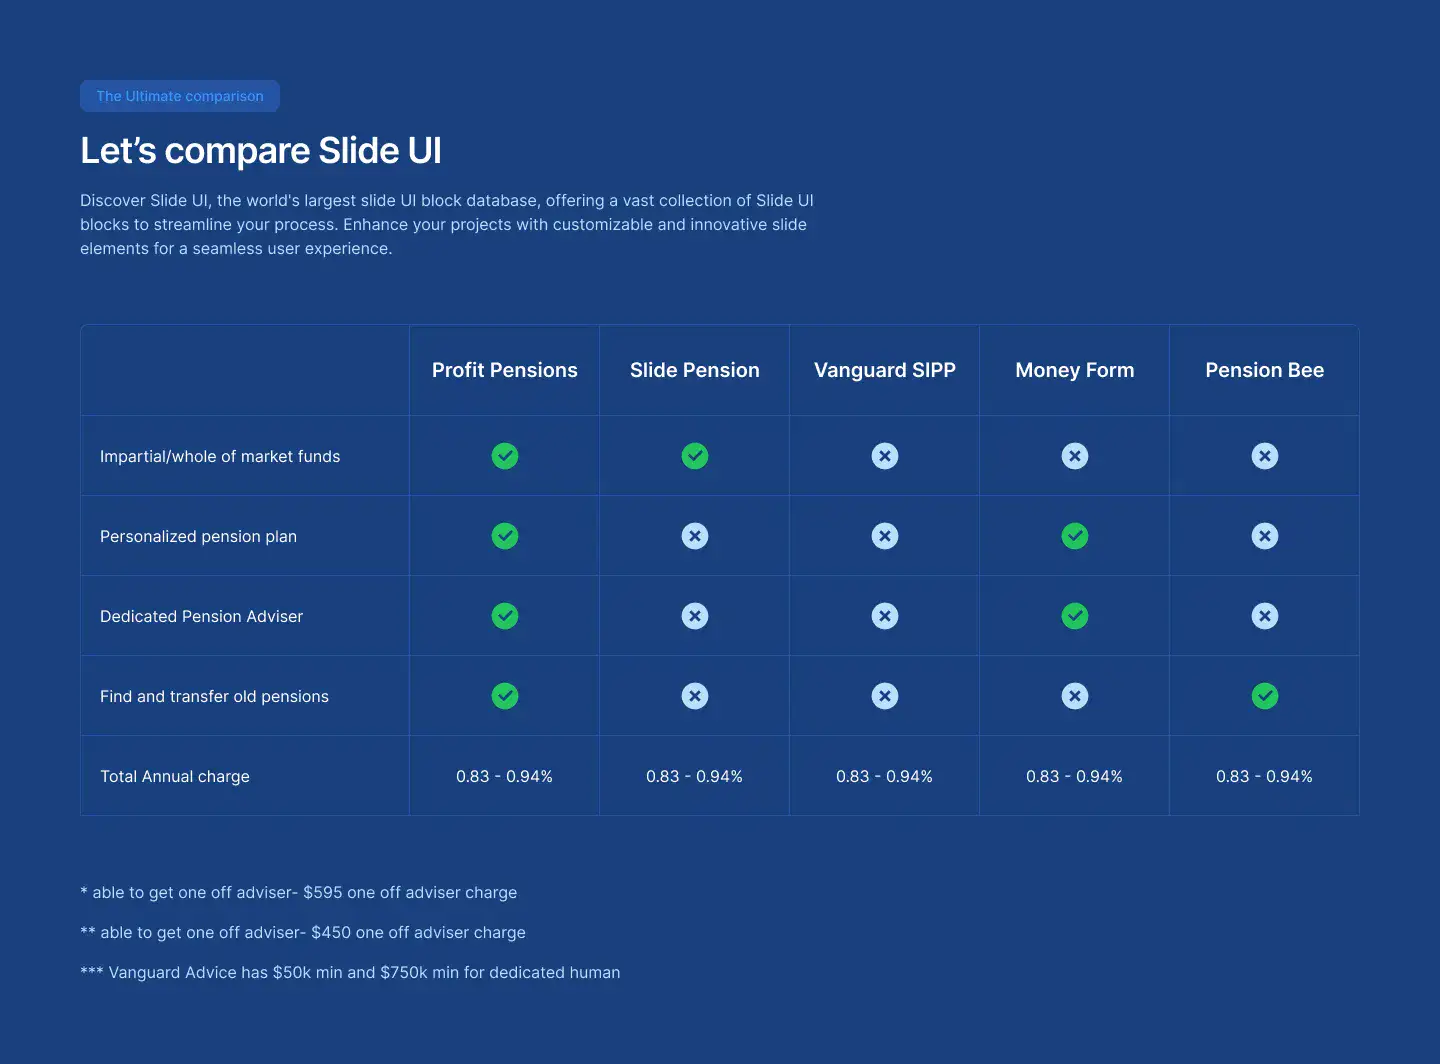 The Ultimate comparison
Let’s compare Slide UI
Discover Slide UI, the world's largest slide UI block database, offering a vast collection of Slide UI
blocks to streamline your process. Enhance your projects with customizable and innovative slide
elements for a seamless user experience.
Profit Pensions Slide Pension Vanguard SIPP Money Form Pension Bee
Impartial/whole of market funds
Personalized pension plan
Dedicated Pension Adviser
Find and transfer old pensions
Total Annual charge 0.83 - 0.94% 0.83 - 0.94% 0.83 - 0.94% 0.83 - 0.94% 0.83 - 0.94%
* able to get one off adviser- $595 one off adviser charge
** able to get one off adviser- $450 one off adviser charge
*** Vanguard Advice has $50k min and $750k min for dedicated human